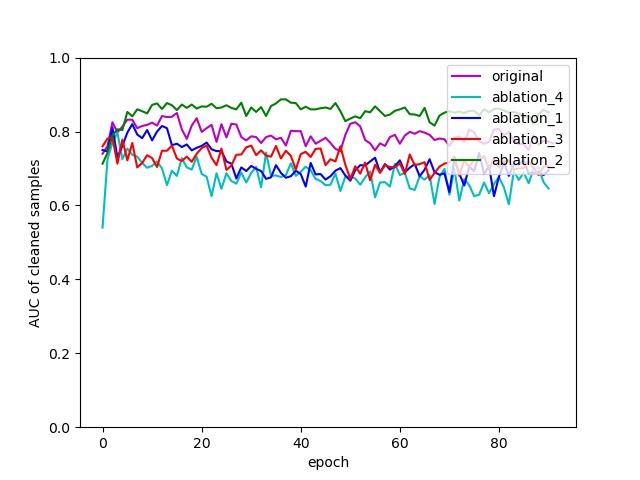 1.0
0.8
0.6
0.4
0.2
0.0
AUC of cleaned samples
0
20
40
60
80
epoch
original
ablation_4
ablation_1
ablation_3
ablation_2